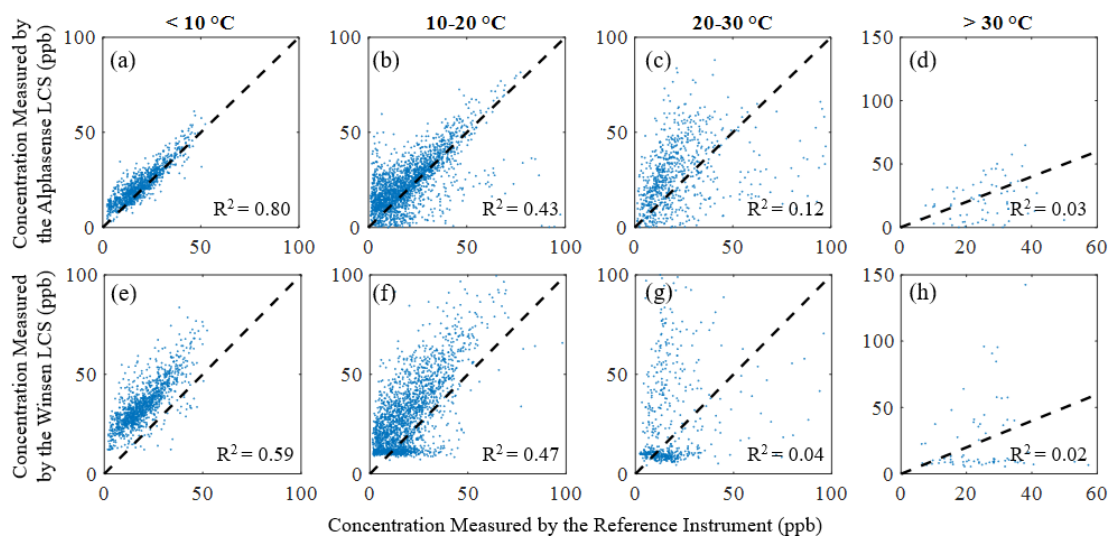 < 10 °C
10-20 °C
20-30 °C
> 30 °C
Concentration Measured by
the Alphasense LCS (ppb)
100
50
0
(a)
R² = 0.80
0
50
100
100
50
0
(b)
R² = 0.43
0
50
100
100
50
0
(c)
R² = 0.12
0
50
100
150
100
50
0
(d)
R² = 0.03
0
20
40
60
Concentration Measured
by the Winsen LCS (ppb)
100
50
0
(e)
R² = 0.59
0
50
100
100
50
0
(f)
R² = 0.47
0
50
100
100
50
0
(g)
R² = 0.04
0
50
100
150
100
50
0
(h)
R² = 0.02
0
20
40
60
Concentration Measured by the Reference Instrument (ppb)